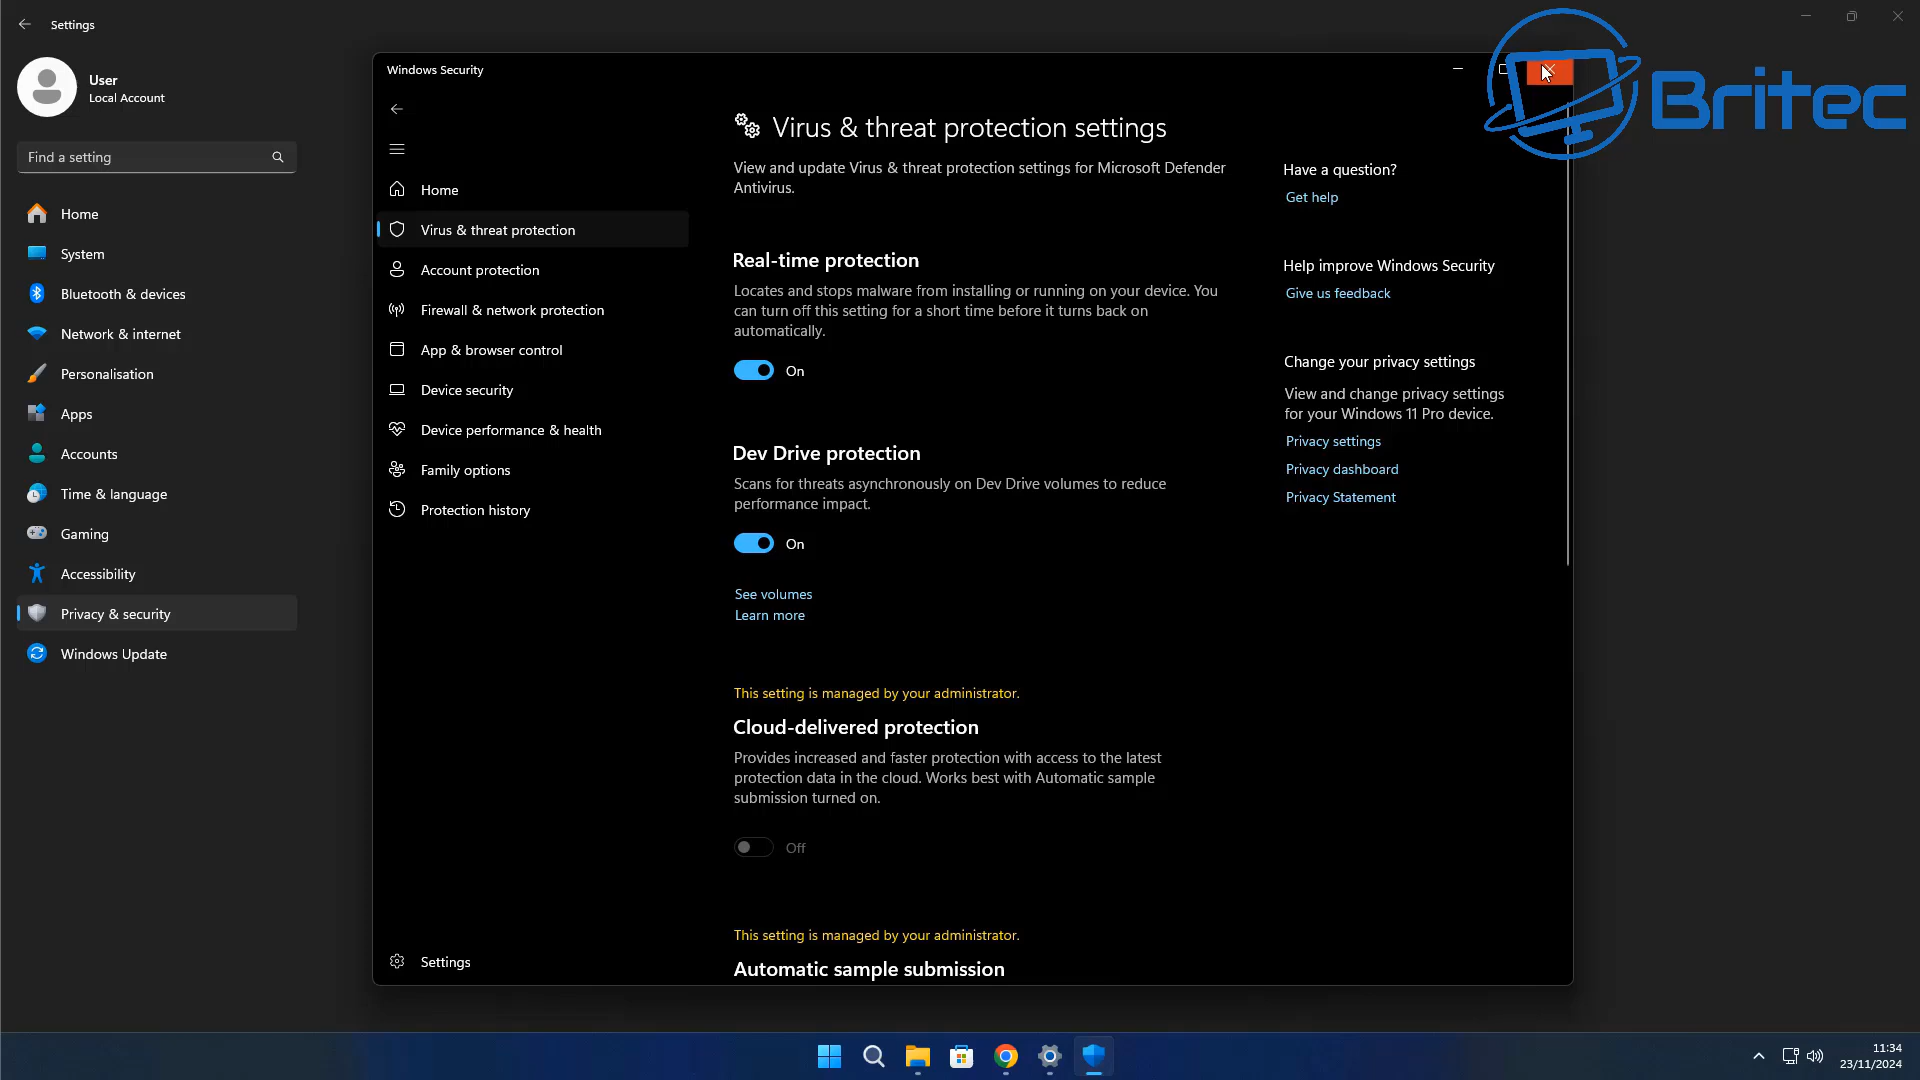 Settings
User
Local Account
Find a setting
Home
System
Bluetooth & devices
Network & internet
Personalisation
Apps
Accounts
Time & language
Gaming
Accessibility
Privacy & security
Windows Update
Windows Security
Home
Virus & threat protection
Account protection
Firewall & network protection
App & browser control
Device security
Device performance & health
Family options
Protection history
Settings
Virus & threat protection settings
View and update Virus & threat protection settings for Microsoft Defender
Antivirus.
Real-time protection
Locates and stops malware from installing or running on your device. You
can turn off this setting for a short time before it turns back on
automatically.
On
Dev Drive protection
Scans for threats asynchronously on Dev Drive volumes to reduce
performance impact.
On
See volumes
Learn more
This setting is managed by your administrator.
Cloud-delivered protection
Provides increased and faster protection with access to the latest
protection data in the cloud. Works best with Automatic sample
submission turned on.
Off
This setting is managed by your administrator.
Automatic sample submission
Have a question?
Get help
Help improve Windows Security
Give us feedback
Change your privacy settings
View and change privacy settings
for your Windows 11 Pro device.
Privacy settings
Privacy dashboard
Privacy Statement
Britec
11:34
23/11/2024